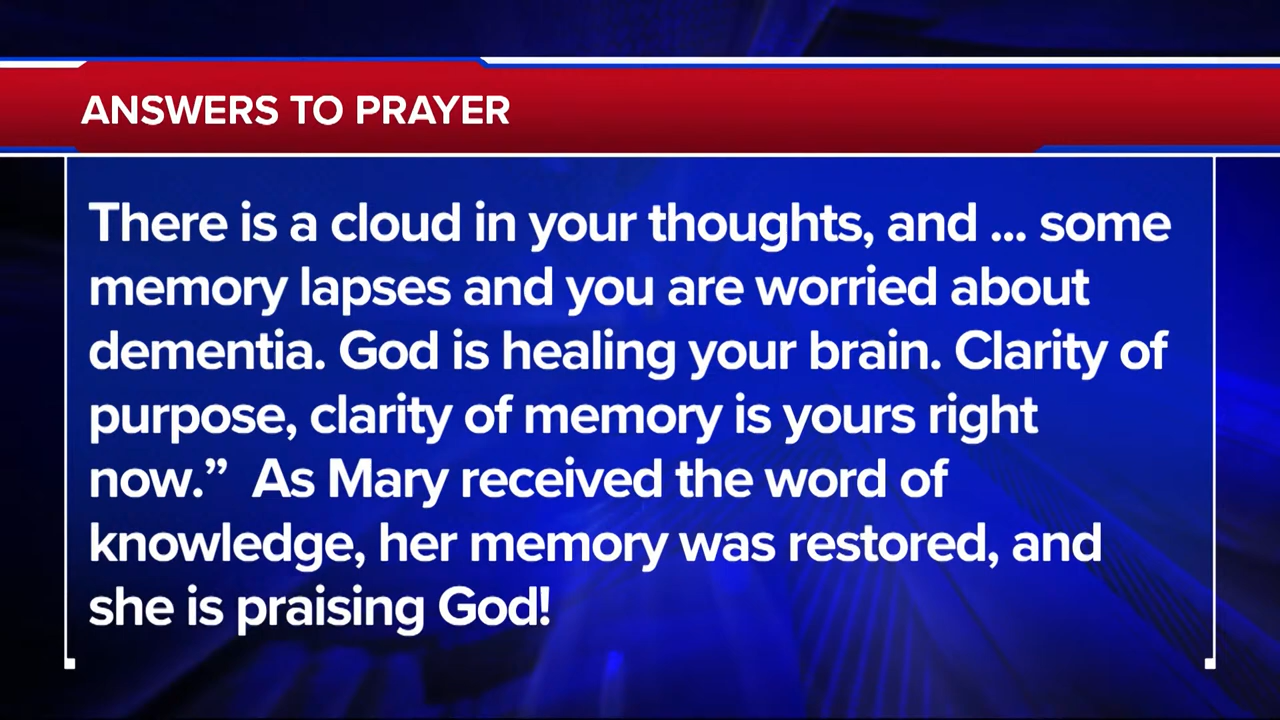 ANSWERS TO PRAYER
There is a cloud in your thoughts, and ... some
memory lapses and you are worried about
dementia. God is healing your brain. Clarity of
purpose, clarity of memory is yours right
now.”  As Mary received the word of
knowledge, her memory was restored, and
she is praising God!